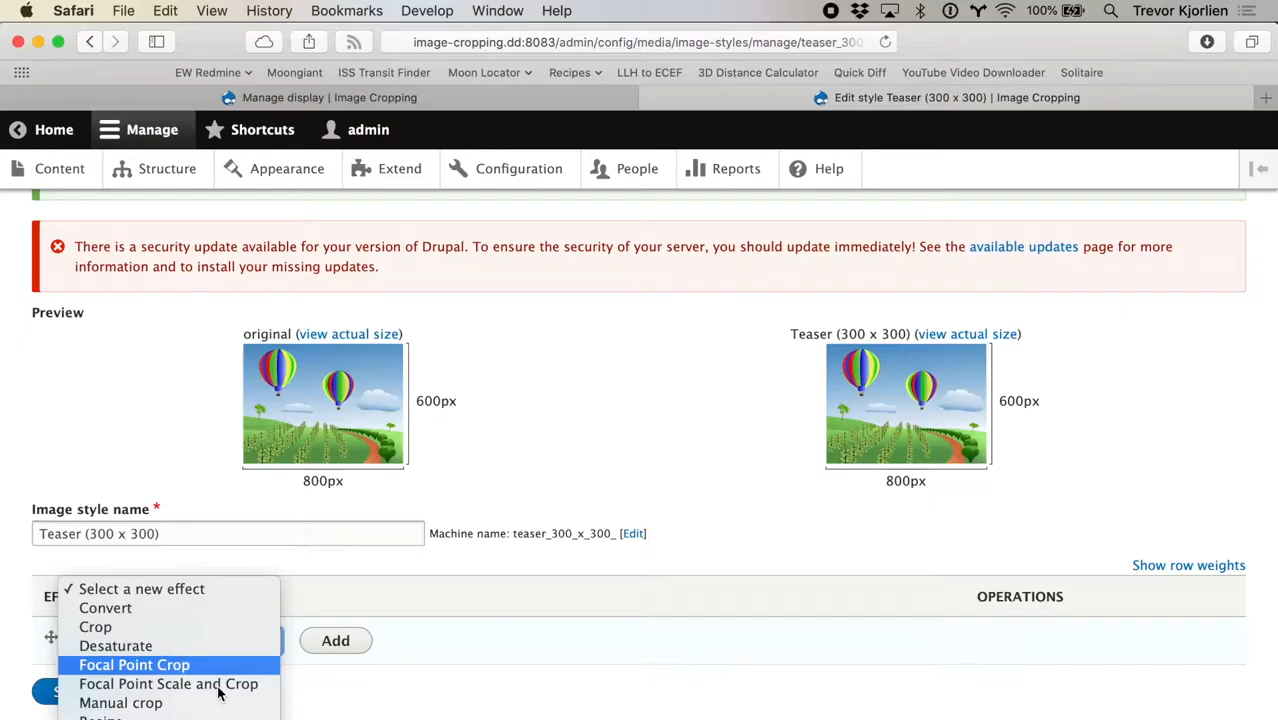 Safari File Edit View History Bookmarks Develop Window Help 100% Trevor Kjorlien
image-cropping.dd:8083/admin/config/media/image-styles/manage/teaser_300
EW Redmine Moongiant ISS Transit Finder Moon Locator Recipes LLH to ECEF 3D Distance Calculator Quick Diff YouTube Video Downloader Solitaire
Manage display | Image Cropping Edit style Teaser (300 x 300) | Image Cropping
Home Manage Shortcuts admin
Content Structure Appearance Extend Configuration People Reports Help
There is a security update available for your version of Drupal. To ensure the security of your server, you should update immediately! See the available updates page for more
information and to install your missing updates.
Preview
original (view actual size) Teaser (300 x 300) (view actual size)
600px 600px
800px 800px
Image style name *
Teaser (300 x 300) Machine name: teaser_300_x_300_ [Edit]
Show row weights
✓ Select a new effect OPERATIONS
Convert
Crop
Desaturate
Add
Focal Point Crop
Focal Point Scale and Crop
Manual crop